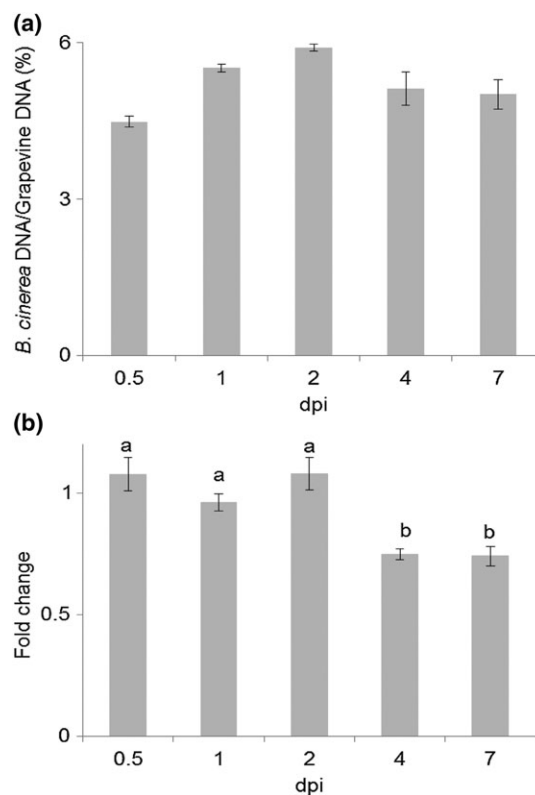 (a)
B. cinerea DNA/Grapevine DNA (%)
6
3
0
0.5 1 2 4 7
dpi
(b)
Fold change
1
0.5
0
a a a b b
0.5 1 2 4 7
dpi